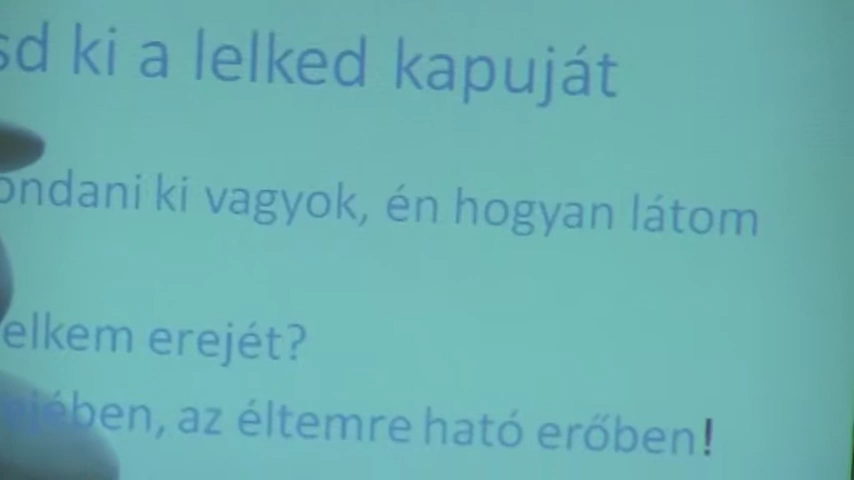 sd ki a lelked kapuját
ondani ki vagyok, én hogyan látom
elkem erejét?
ében, az éltemre ható erőben!